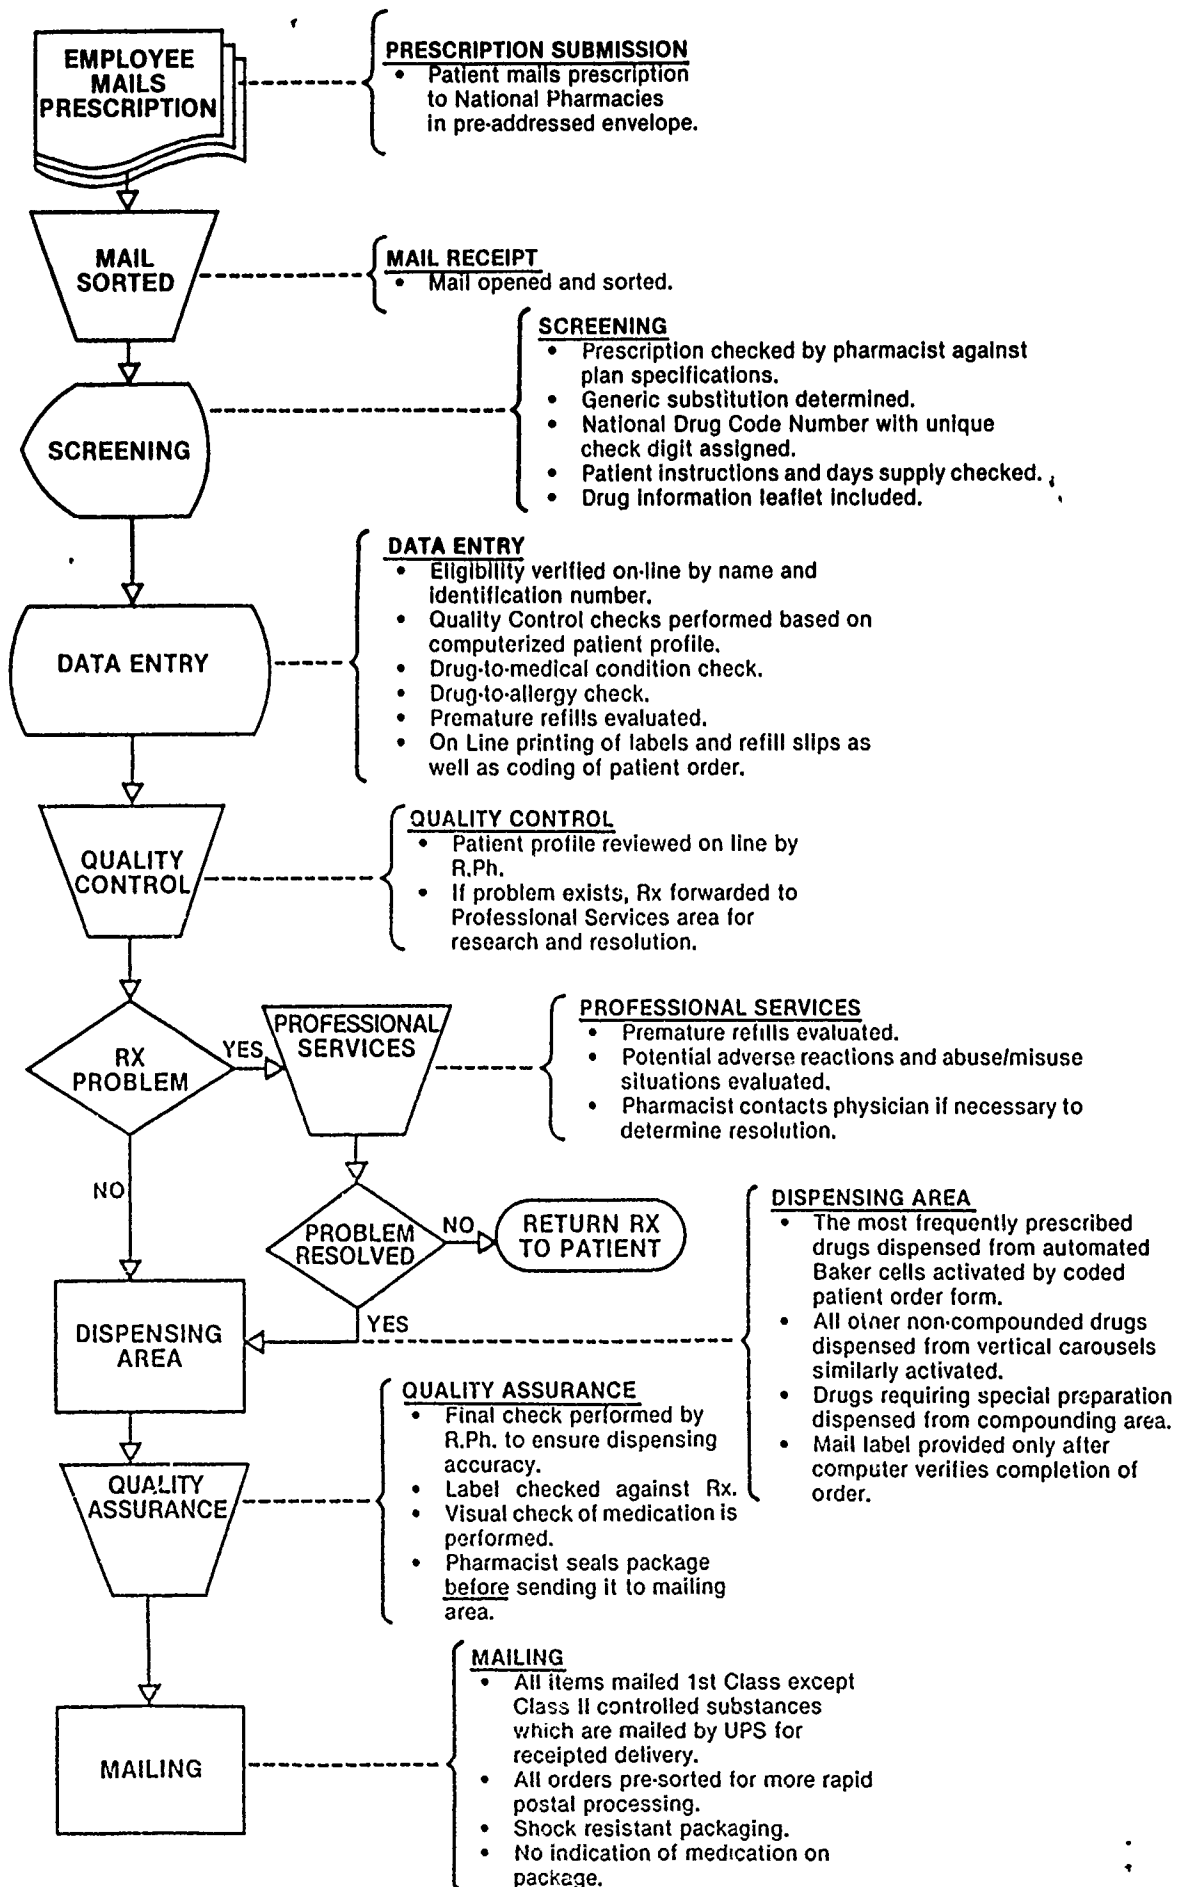 EMPLOYEE
MAILS
PRESCRIPTION
PRESCRIPTION SUBMISSION
• Patient mails prescription
to National Pharmacies
in pre-addressed envelope.
MAIL
SORTED
MAIL RECEIPT
• Mail opened and sorted.
SCREENING
SCREENING
• Prescription checked by pharmacist against
plan specifications.
• Generic substitution determined.
• National Drug Code Number with unique
check digit assigned.
• Patient instructions and days supply checked.
• Drug information leaflet included.
DATA ENTRY
DATA ENTRY
• Eligibility verified on-line by name and
identification number.
• Quality Control checks performed based on
computerized patient profile.
• Drug-to-medical condition check.
• Drug-to-allergy check.
• Premature refills evaluated.
• On Line printing of labels and refill slips as
well as coding of patient order.
QUALITY
CONTROL
QUALITY CONTROL
• Patient profile reviewed on line by
R.Ph.
• If problem exists, Rx forwarded to
Professional Services area for
research and resolution.
RX
PROBLEM
YES
NO
PROFESSIONAL
SERVICES
PROFESSIONAL SERVICES
• Premature refills evaluated.
• Potential adverse reactions and abuse/misuse
situations evaluated.
• Pharmacist contacts physician if necessary to
determine resolution.
PROBLEM
RESOLVED
NO
RETURN RX
TO PATIENT
YES
DISPENSING
AREA
DISPENSING AREA
• The most frequently prescribed
drugs dispensed from automated
Baker cells activated by coded
patient order form.
• All other non-compounded drugs
dispensed from vertical carousels
similarly activated.
• Drugs requiring special preparation
dispensed from compounding area.
• Mail label provided only after
computer verifies completion of
order.
QUALITY
ASSURANCE
QUALITY ASSURANCE
• Final check performed by
R.Ph. to ensure dispensing
accuracy.
• Label checked against Rx.
• Visual check of medication is
performed.
• Pharmacist seals package
before sending it to mailing
area.
MAILING
MAILING
• All items mailed 1st Class except
Class II controlled substances
which are mailed by UPS for
receipted delivery.
• All orders pre-sorted for more rapid
postal processing.
• Shock resistant packaging.
• No indication of medication on
package.